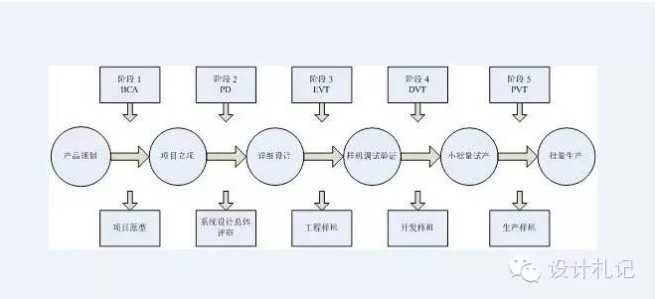 阶段 1
BCA
阶段 2
PD
阶段 3
EVT
阶段 4
DVT
阶段 5
PVT
产品规划
项目立项
详细设计
样机调试验证
小批量试产
批量生产
项目原型
系统设计总体
评审
工程样机
开发样机
生产样机
设计札记